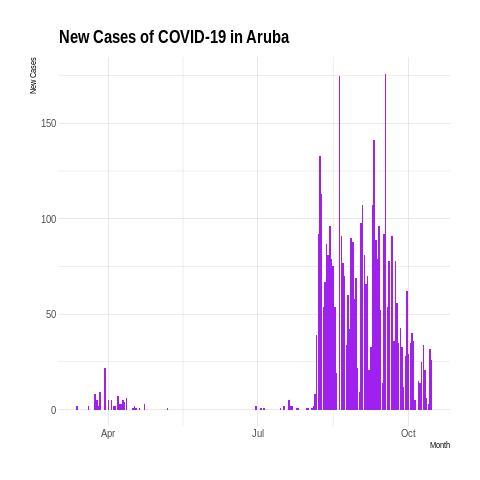 New Cases of COVID-19 in Aruba
New Cases
150
100
50
0
Apr
Jul
Oct
Month